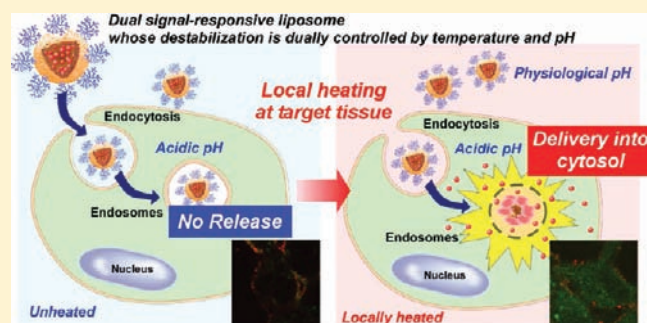 Dual signal-responsive liposome
whose destabilization is dually controlled by temperature and pH
Endocytosis
Acidic pH
Endosomes
No Release
Nucleus
Unheated
Local heating
at target tissue
Physiological pH
Endocytosis
Acidic pH
Delivery into
cytosol
Endosomes
Nucleus
Locally heated